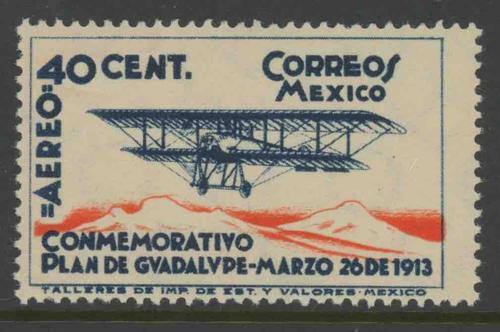 40 CENT.
CORREOS
MEXICO
=AEREO=
CONMEMORATIVO
PLAN DE GVADALVPE-MARZO 26 DE 1913
TALLERES DE IMP. DE EST. Y VALORES-MEXICO